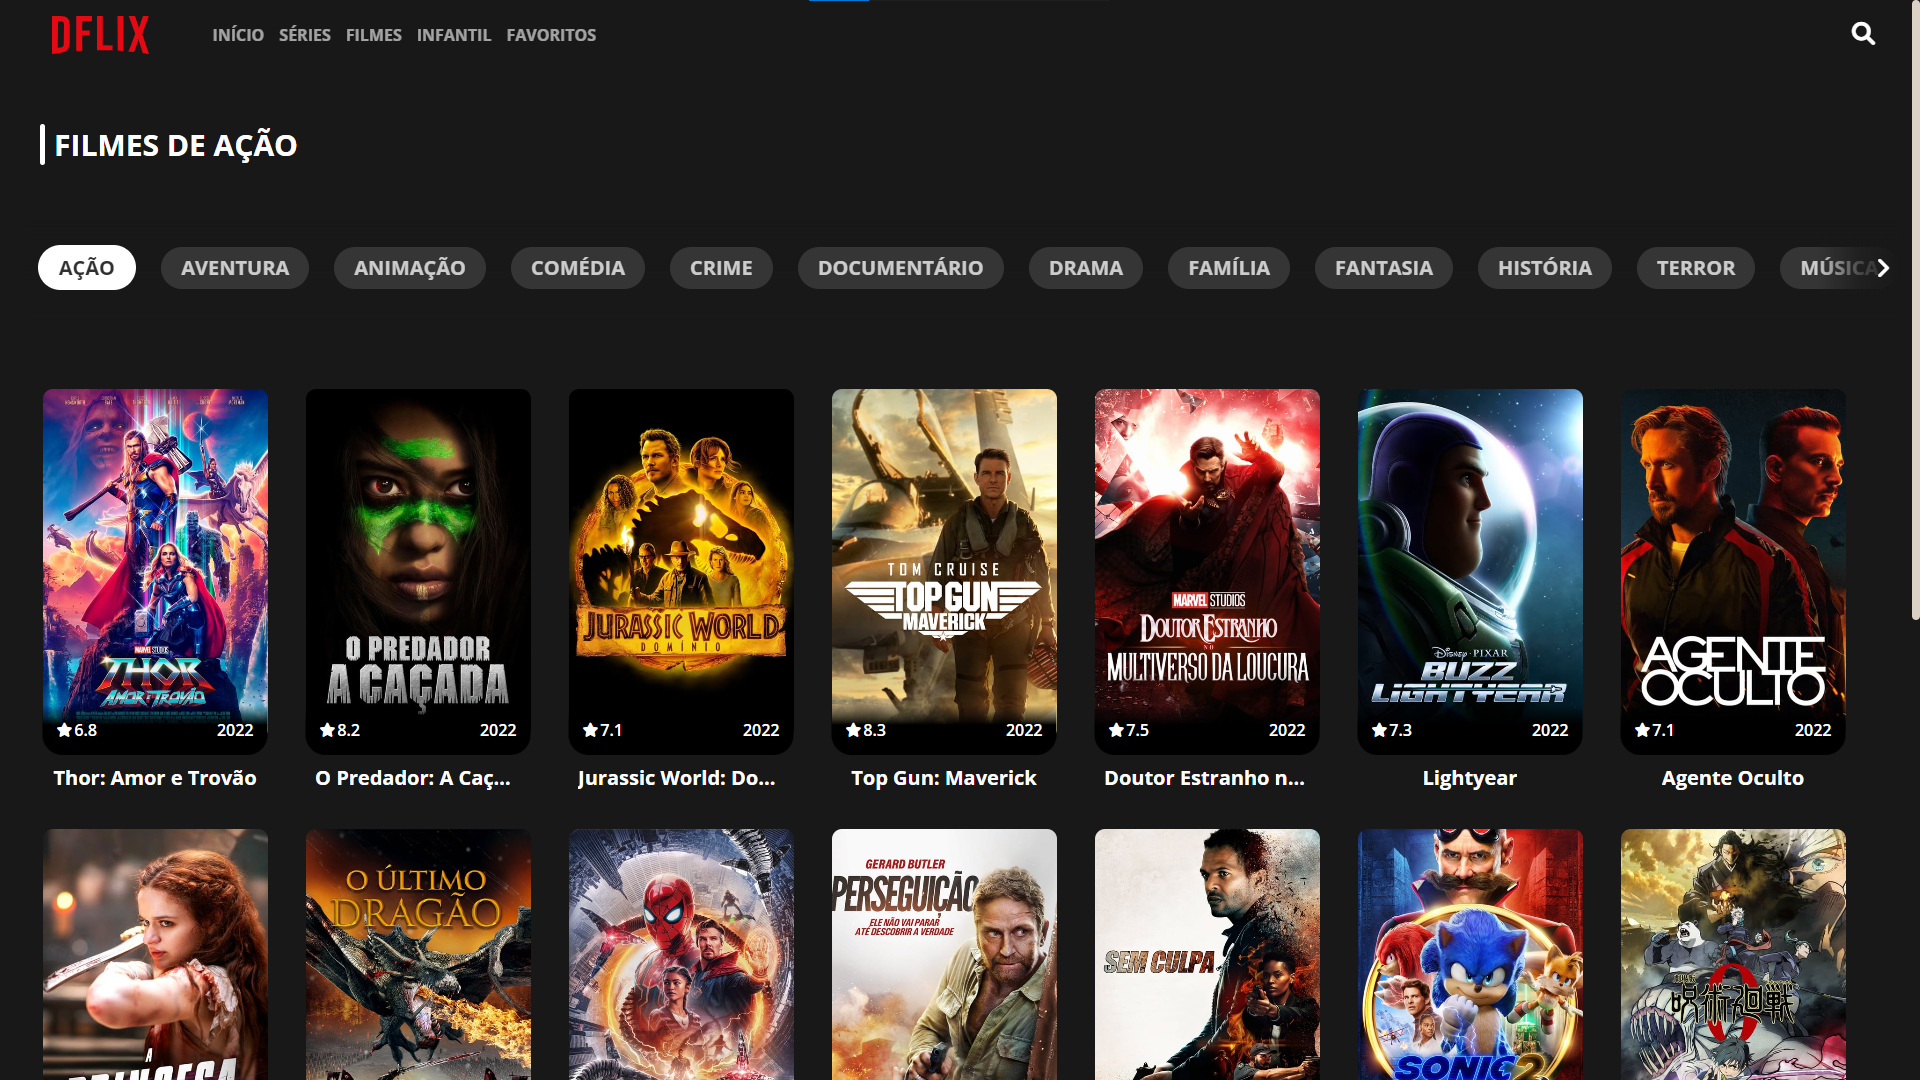 DFLIX
INÍCIO SÉRIES FILMES INFANTIL FAVORITOS
FILMES DE AÇÃO
AÇÃO AVENTURA ANIMAÇÃO COMÉDIA CRIME DOCUMENTÁRIO DRAMA FAMÍLIA FANTASIA HISTÓRIA TERROR MÚSICA
MARVEL STUDIOS
THOR
AMOR E TROVÃO
6.8 2022
Thor: Amor e Trovão
O PREDADOR
A CAÇADA
8.2 2022
O Predador: A Caç...
JURASSIC WORLD
DOMÍNIO
7.1 2022
Jurassic World: Do...
TOM CRUISE
TOP GUN
MAVERICK
8.3 2022
Top Gun: Maverick
MARVEL STUDIOS
DOUTOR ESTRANHO
NO
MULTIVERSO DA LOUCURA
7.5 2022
Doutor Estranho n...
Disney · PIXAR
BUZZ
LIGHTYEAR
7.3 2022
Lightyear
AGENTE
OCULTO
7.1 2022
Agente Oculto
A
PRINCESA
O ÚLTIMO
DRAGÃO
GERARD BUTLER
PERSEGUIÇÃO
ELE NÃO VAI PARAR
ATÉ DESCOBRIR A VERDADE
SEM CULPA
SONIC 2
呪術廻戦
0